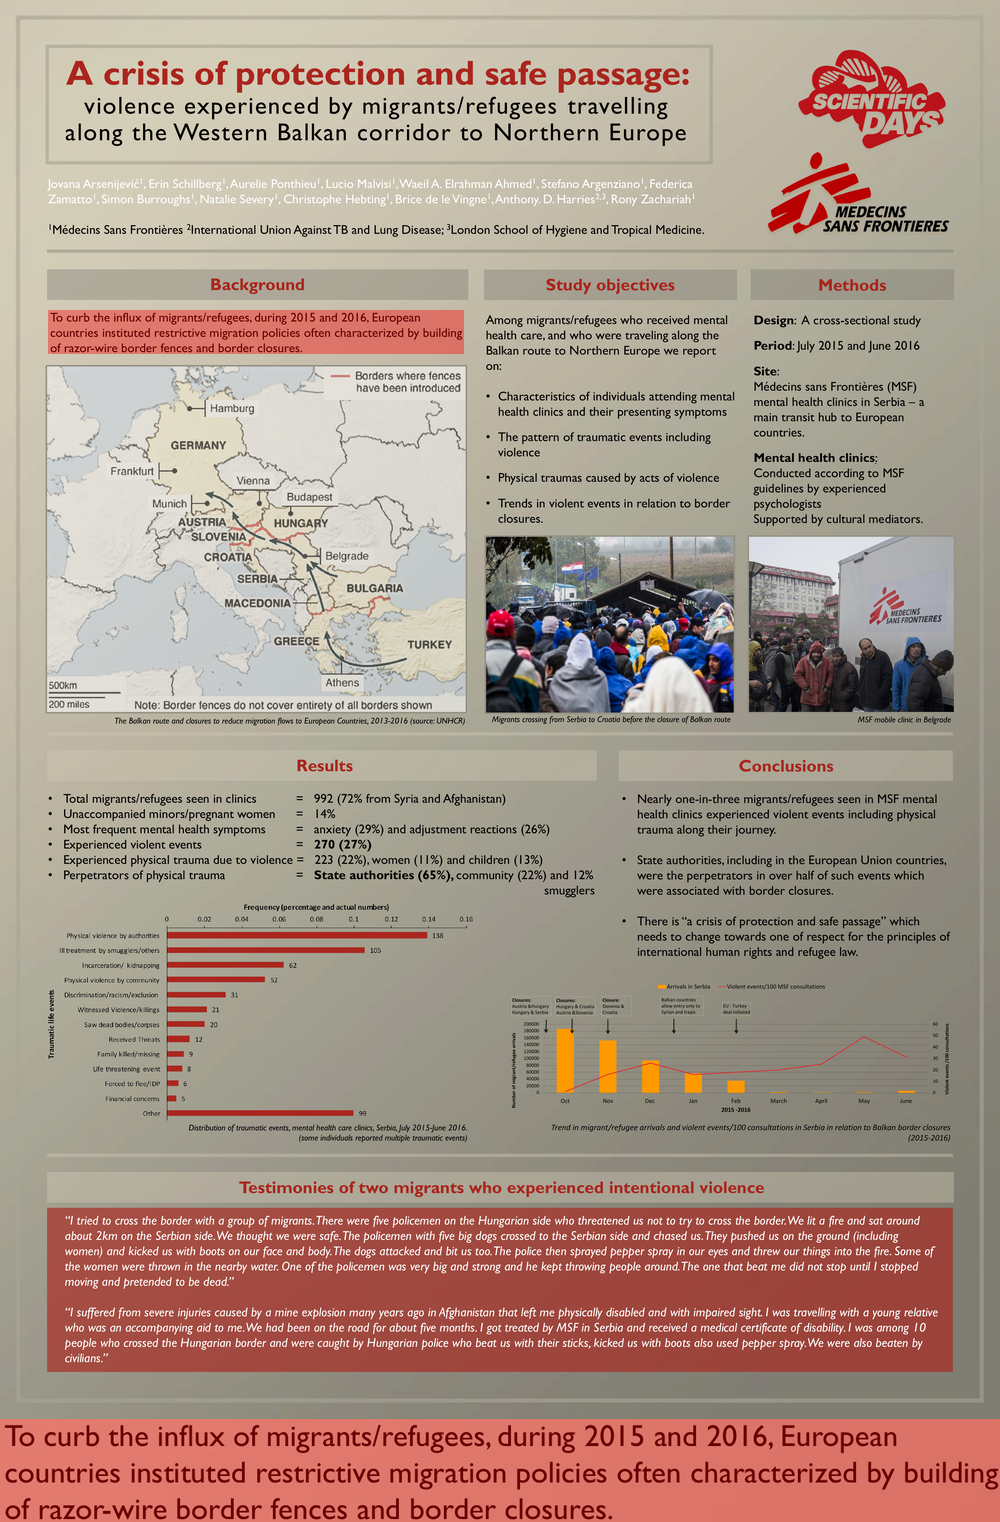 A crisis of protection and safe passage:
violence experienced by migrants/refugees travelling
along the Western Balkan corridor to Northern Europe
SCIENTIFIC
DAYS
MEDECINS
SANS FRONTIERES
Jovana Arsenijević¹, Erin Schillberg¹, Aurelie Ponthieu¹, Lucio Malvisi¹, Waeil A. Elrahman Ahmed¹, Stefano Argenziano¹, Federica
Zamatto¹, Simon Burroughs¹, Natalie Severy¹, Christophe Hebting¹, Brice de le Vingne¹, Anthony. D. Harries²,³, Rony Zachariah¹
¹Médecins Sans Frontières ²International Union Against TB and Lung Disease; ³London School of Hygiene and Tropical Medicine.
Background
To curb the influx of migrants/refugees, during 2015 and 2016, European
countries instituted restrictive migration policies often characterized by building
of razor-wire border fences and border closures.
Borders where fences
have been introduced
Hamburg
GERMANY
Frankfurt
Vienna
Budapest
Munich
AUSTRIA
HUNGARY
SLOVENIA
CROATIA
Belgrade
SERBIA
BULGARIA
MACEDONIA
GREECE
TURKEY
Athens
500km
200 miles
Note: Border fences do not cover entirety of all borders shown
The Balkan route and closures to reduce migration flows to European Countries, 2013-2016 (source: UNHCR)
Study objectives
Among migrants/refugees who received mental
health care, and who were traveling along the
Balkan route to Northern Europe we report
on:
• Characteristics of individuals attending mental
health clinics and their presenting symptoms
• The pattern of traumatic events including
violence
• Physical traumas caused by acts of violence
• Trends in violent events in relation to border
closures.
Migrants crossing from Serbia to Croatia before the closure of Balkan route
Methods
Design: A cross-sectional study
Period: July 2015 and June 2016
Site:
Médecins sans Frontières (MSF)
mental health clinics in Serbia – a
main transit hub to European
countries.
Mental health clinics;
Conducted according to MSF
guidelines by experienced
psychologists
Supported by cultural mediators.
MEDECINS
SANS FRONTIERES
MSF mobile clinic in Belgrade
Results
• Total migrants/refugees seen in clinics = 992 (72% from Syria and Afghanistan)
• Unaccompanied minors/pregnant women = 14%
• Most frequent mental health symptoms = anxiety (29%) and adjustment reactions (26%)
• Experienced violent events = 270 (27%)
• Experienced physical trauma due to violence = 223 (22%), women (11%) and children (13%)
• Perpetrators of physical trauma = State authorities (65%), community (22%) and 12%
smugglers
Frequency (percentage and actual numbers)
0 0.02 0.04 0.06 0.08 0.1 0.12 0.14 0.16
Traumatic life events
Physical violence by authorities 138
Ill treatment by smugglers/others 105
Incarceration/ kidnapping 62
Physical violence by community 52
Discrimination/racism/exclusion 31
Witnessed Violence/killings 21
Saw dead bodies/corpses 20
Received Threats 12
Family killed/missing 9
Life threatening event 8
Forced to flee/IDP 6
Financial concerns 5
Other 99
Distribution of traumatic events, mental health care clinics, Serbia, July 2015-June 2016.
(some individuals reported multiple traumatic events)
Conclusions
• Nearly one-in-three migrants/refugees seen in MSF mental
health clinics experienced violent events including physical
trauma along their journey.
• State authorities, including in the European Union countries,
were the perpetrators in over half of such events which
were associated with border closures.
• There is “a crisis of protection and safe passage” which
needs to change towards one of respect for the principles of
international human rights and refugee law.
Arrivals in Serbia Violent events/100 MSF consultations
Closures:
Austria &Hungary
Hungary & Serbia
Closures:
Hungary & Croatia
Austria &Slovenia
Closure:
Slovenia &
Croatia
Balkan countries
allow entry only to
Syrian and Iraqis
EU - Turkey
deal initiated
Number of migrant/refugee arrivals
200000
180000
160000
140000
120000
100000
80000
60000
40000
20000
0
60
50
40
30
20
10
0
Violent events /100 consultations
Oct Nov Dec Jan Feb March April May June
2015 -2016
Trend in migrant/refugee arrivals and violent events/100 consultations in Serbia in relation to Balkan border closures
(2015-2016)
Testimonies of two migrants who experienced intentional violence
“I tried to cross the border with a group of migrants. There were five policemen on the Hungarian side who threatened us not to try to cross the border. We lit a fire and sat around
about 2km on the Serbian side. We thought we were safe. The policemen with five big dogs crossed to the Serbian side and chased us. They pushed us on the ground (including
women) and kicked us with boots on our face and body. The dogs attacked and bit us too. The police then sprayed pepper spray in our eyes and threw our things into the fire. Some of
the women were thrown in the nearby water. One of the policemen was very big and strong and he kept throwing people around. The one that beat me did not stop until I stopped
moving and pretended to be dead.”
“I suffered from severe injuries caused by a mine explosion many years ago in Afghanistan that left me physically disabled and with impaired sight. I was travelling with a young relative
who was an accompanying aid to me. We had been on the road for about five months. I got treated by MSF in Serbia and received a medical certificate of disability. I was among 10
people who crossed the Hungarian border and were caught by Hungarian police who beat us with their sticks, kicked us with boots also used pepper spray. We were also beaten by
civilians.”
To curb the influx of migrants/refugees, during 2015 and 2016, European
countries instituted restrictive migration policies often characterized by building
of razor-wire border fences and border closures.